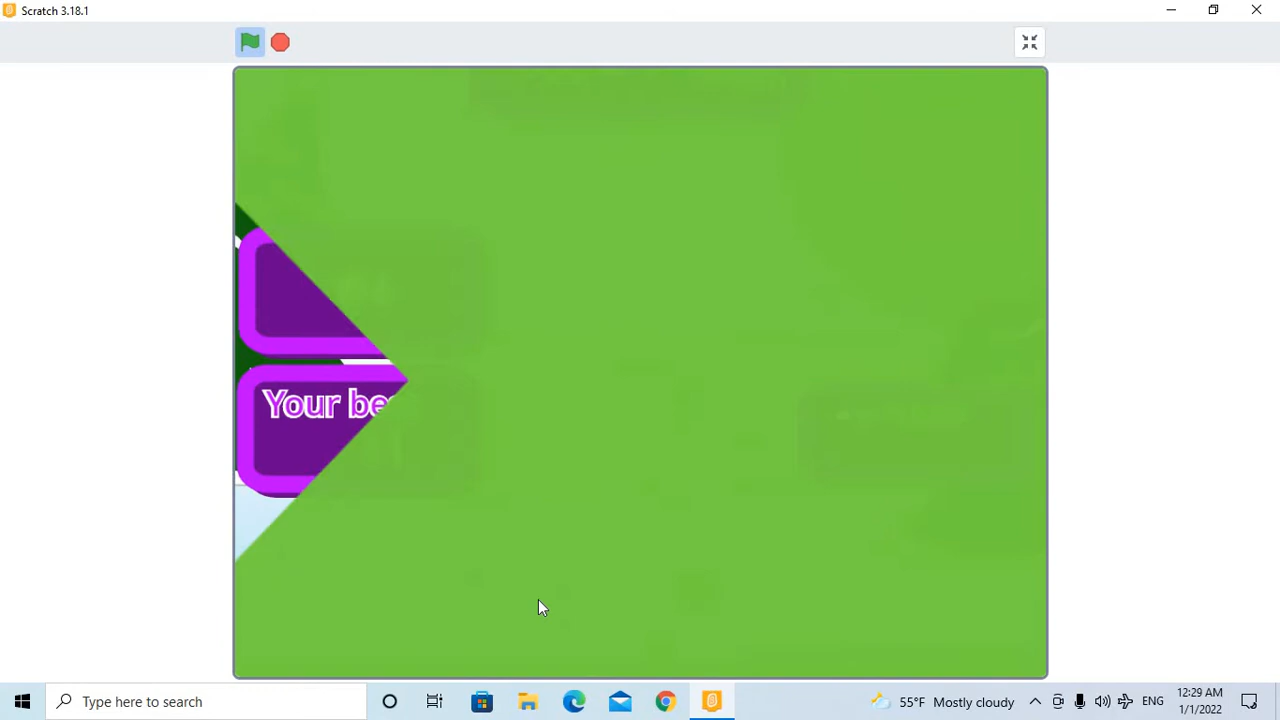 Scratch 3.18.1
Your be
Type here to search
55°F Mostly cloudy
ENG
12:29 AM
1/1/2022